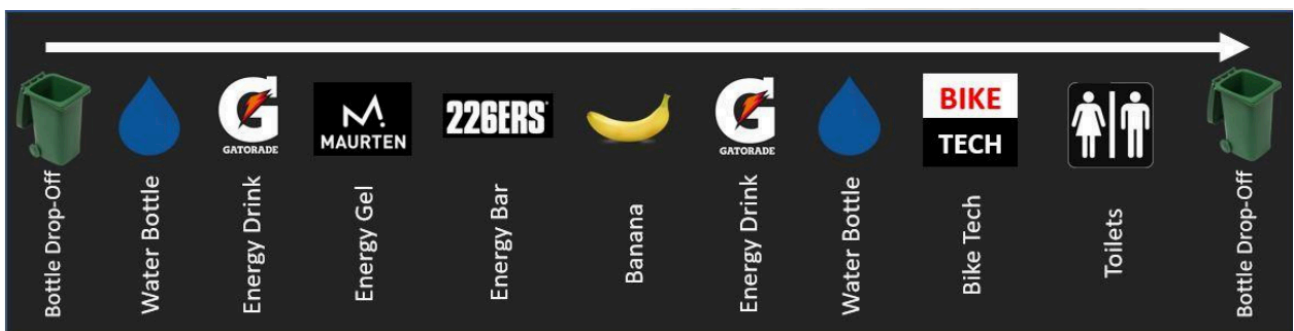 GATORADE
M.
MAURTEN
226ERS
GATORADE
BIKE
TECH
Bottle Drop-Off
Water Bottle
Energy Drink
Energy Gel
Energy Bar
Banana
Energy Drink
Water Bottle
Bike Tech
Toilets
Bottle Drop-Off